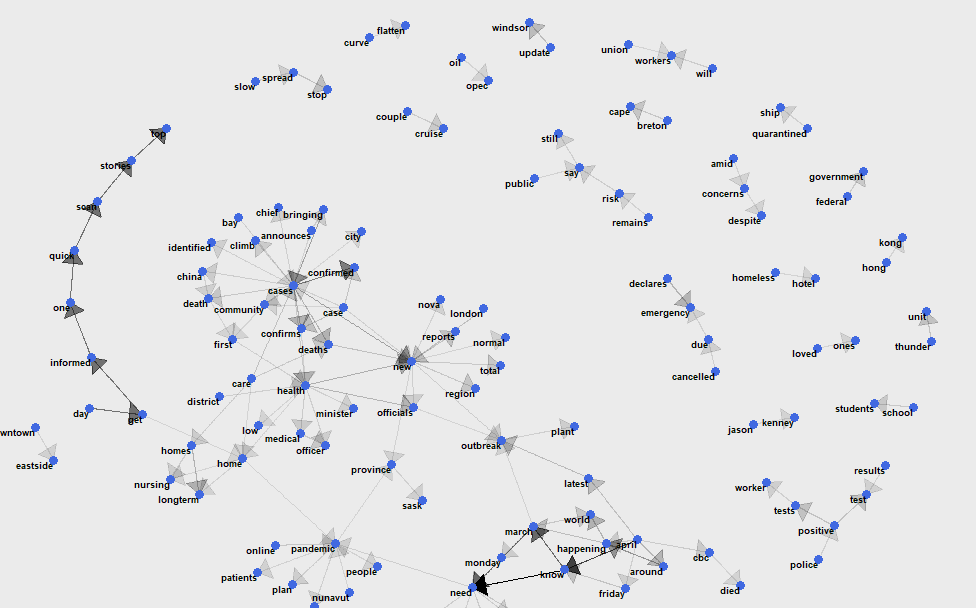 flatten
curve
windsor
update
union
workers
will
oil
opec
slow
spread
stop
couple
cruise
cape
breton
ship
quarantined
top
stories
scan
quick
one
informed
day
get
still
say
public
risk
remains
amid
concerns
despite
government
federal
kong
hong
bay
chief
bringing
announces
climb
identified
city
china
confirmed
cases
death
community
case
confirms
first
deaths
nova
london
reports
normal
new
total
region
declares
emergency
due
cancelled
homeless
hotel
loved
ones
unit
thunder
care
health
district
minister
officials
low
medical
officer
homes
home
nursing
longterm
wntown
eastside
province
sask
outbreak
plant
latest
students
school
jason
kenney
results
worker
test
tests
positive
police
online
pandemic
patients
people
plan
nunavut
march
world
happening
april
monday
know
around
need
friday
cbc
died